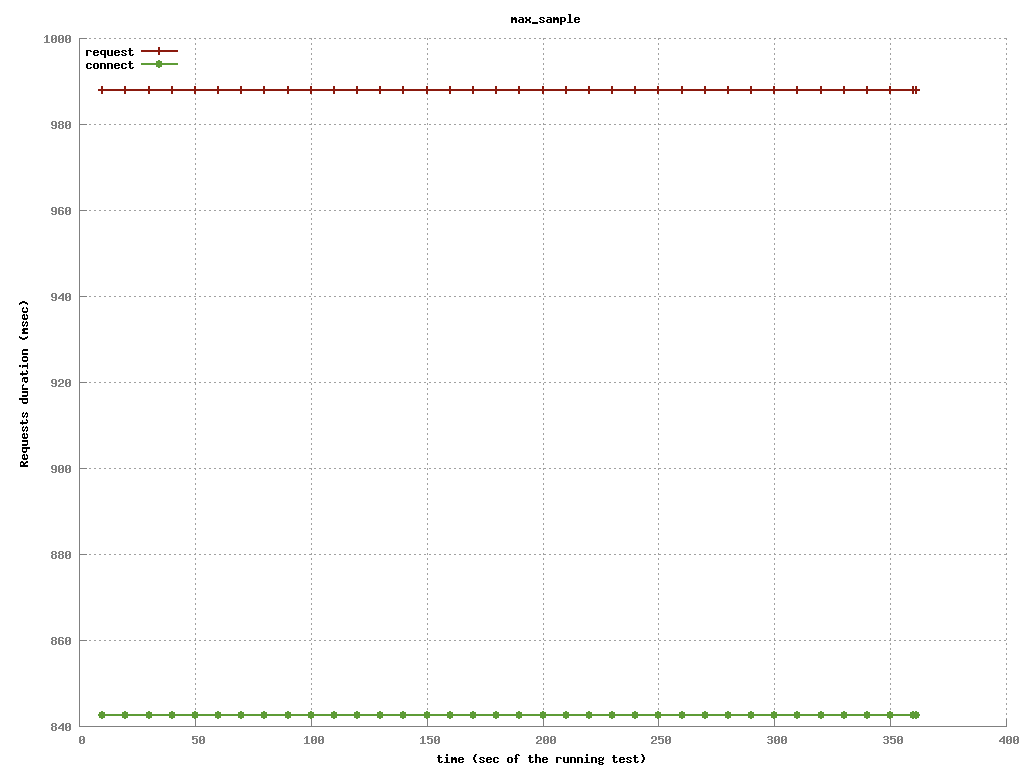 max_sample
1000
request
connect
980
960
940
920
900
880
860
840
Requests duration (msec)
0 50 100 150 200 250 300 350 400
time (sec of the running test)